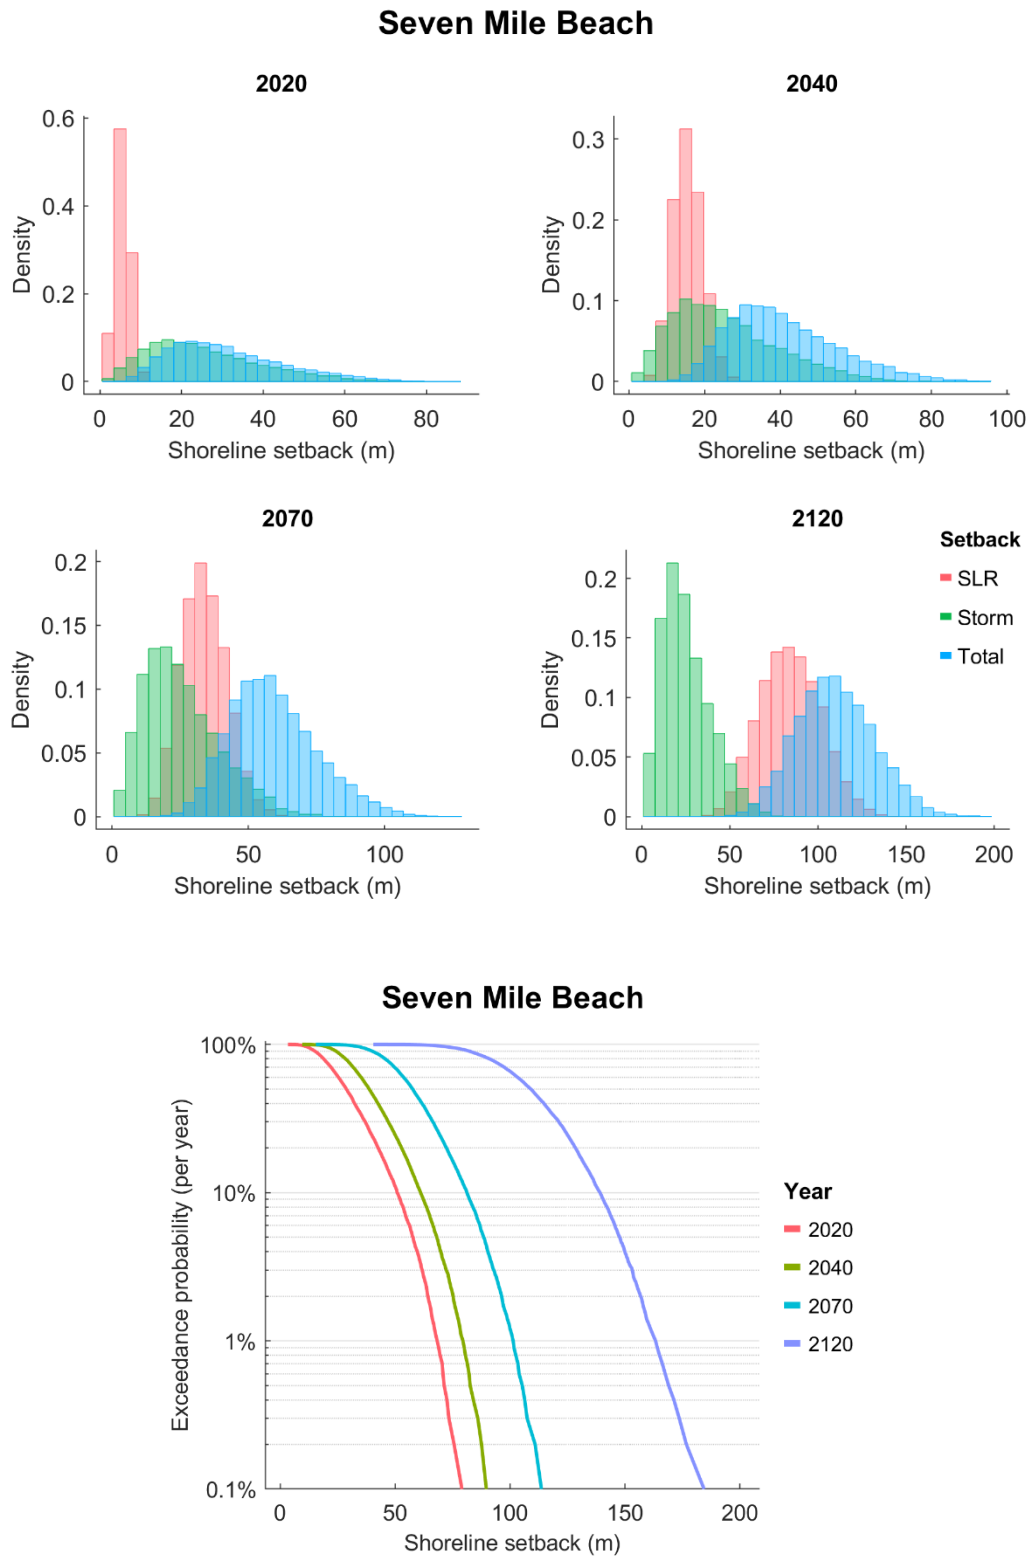 Seven Mile Beach
2020
0.6
0.4
0.2
0
Density
0 20 40 60 80
Shoreline setback (m)
2040
0.3
0.2
0.1
0
Density
0 20 40 60 80 100
Shoreline setback (m)
2070
0.2
0.15
0.1
0.05
0
Density
0 50 100
Shoreline setback (m)
2120
0.2
0.15
0.1
0.05
0
Density
0 50 100 150 200
Shoreline setback (m)
Setback
SLR
Storm
Total
Seven Mile Beach
100%
10%
1%
0.1%
Exceedance probability (per year)
0 50 100 150 200
Shoreline setback (m)
Year
2020
2040
2070
2120